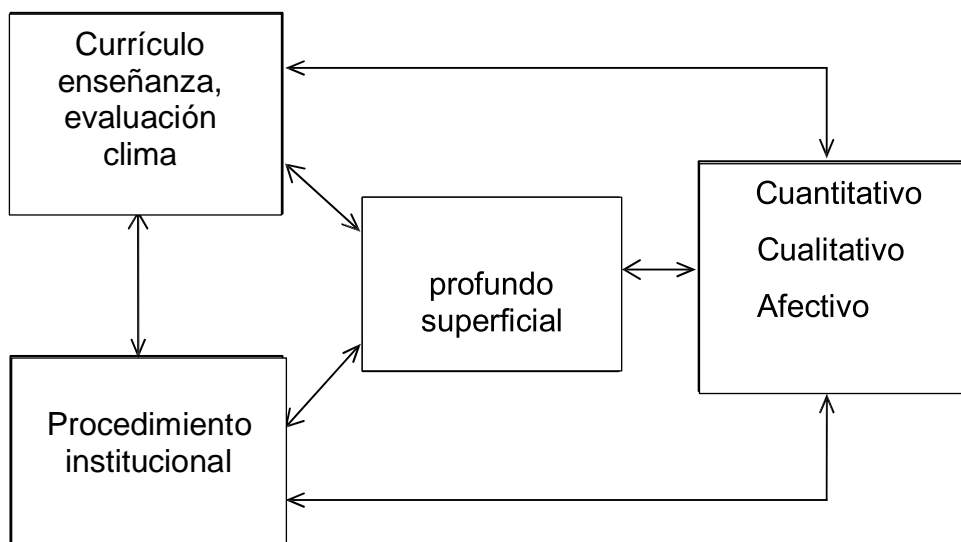 Currículo
enseñanza,
evaluación
clima
profundo
superficial
Cuantitativo
Cualitativo
Afectivo
Procedimiento
institucional